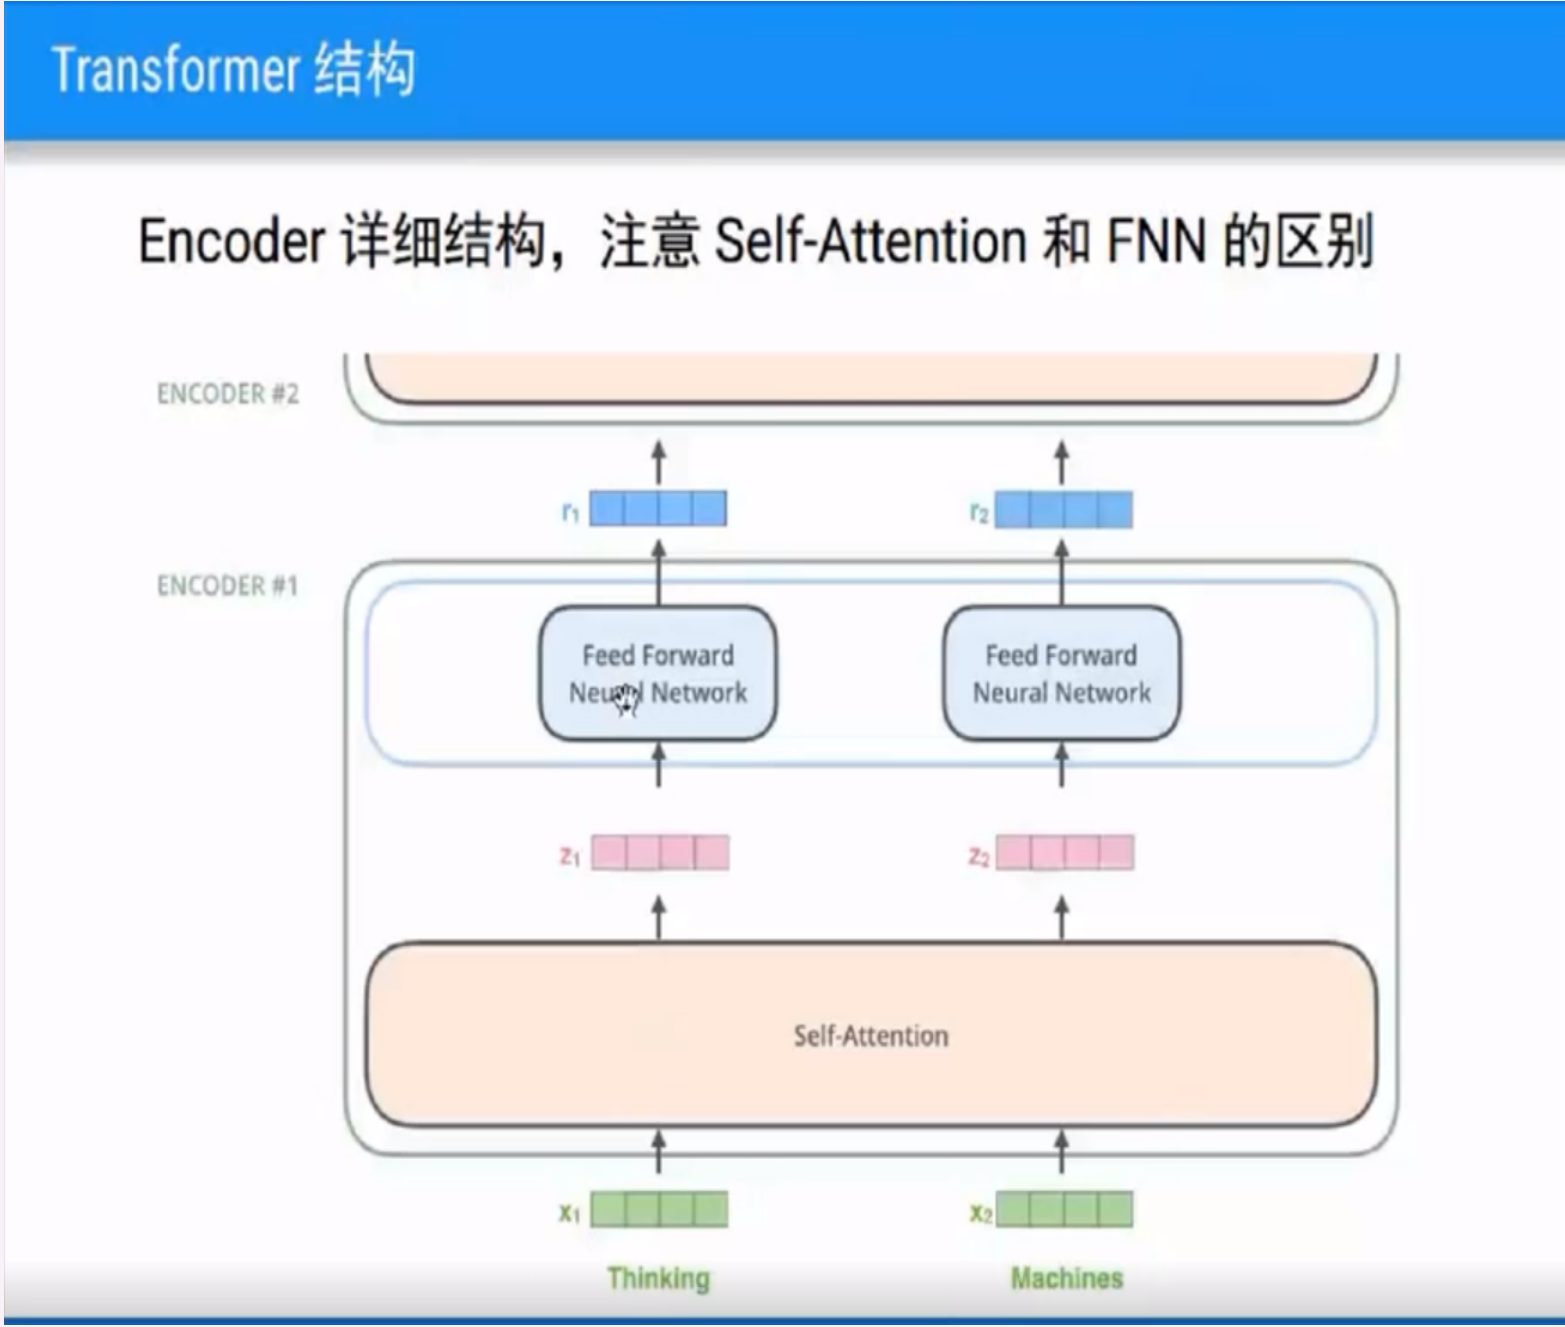 Transformer 结构
Encoder 详细结构，注意 Self-Attention 和 FNN 的区别
ENCODER #2
r1
r2
ENCODER #1
Feed Forward
Neural Network
Feed Forward
Neural Network
z1
z2
Self-Attention
x1
x2
Thinking
Machines